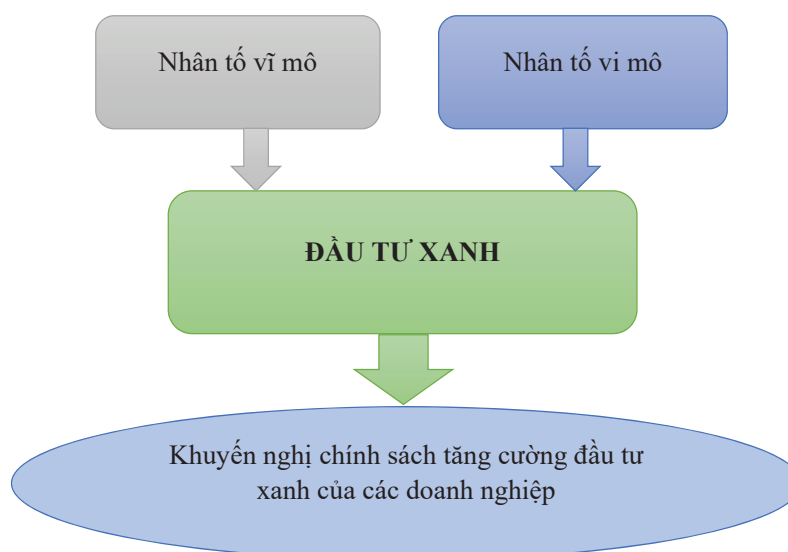 Nhân tố vĩ mô
Nhân tố vi mô
ĐẦU TƯ XANH
Khuyến nghị chính sách tăng cường đầu tư
xanh của các doanh nghiệp